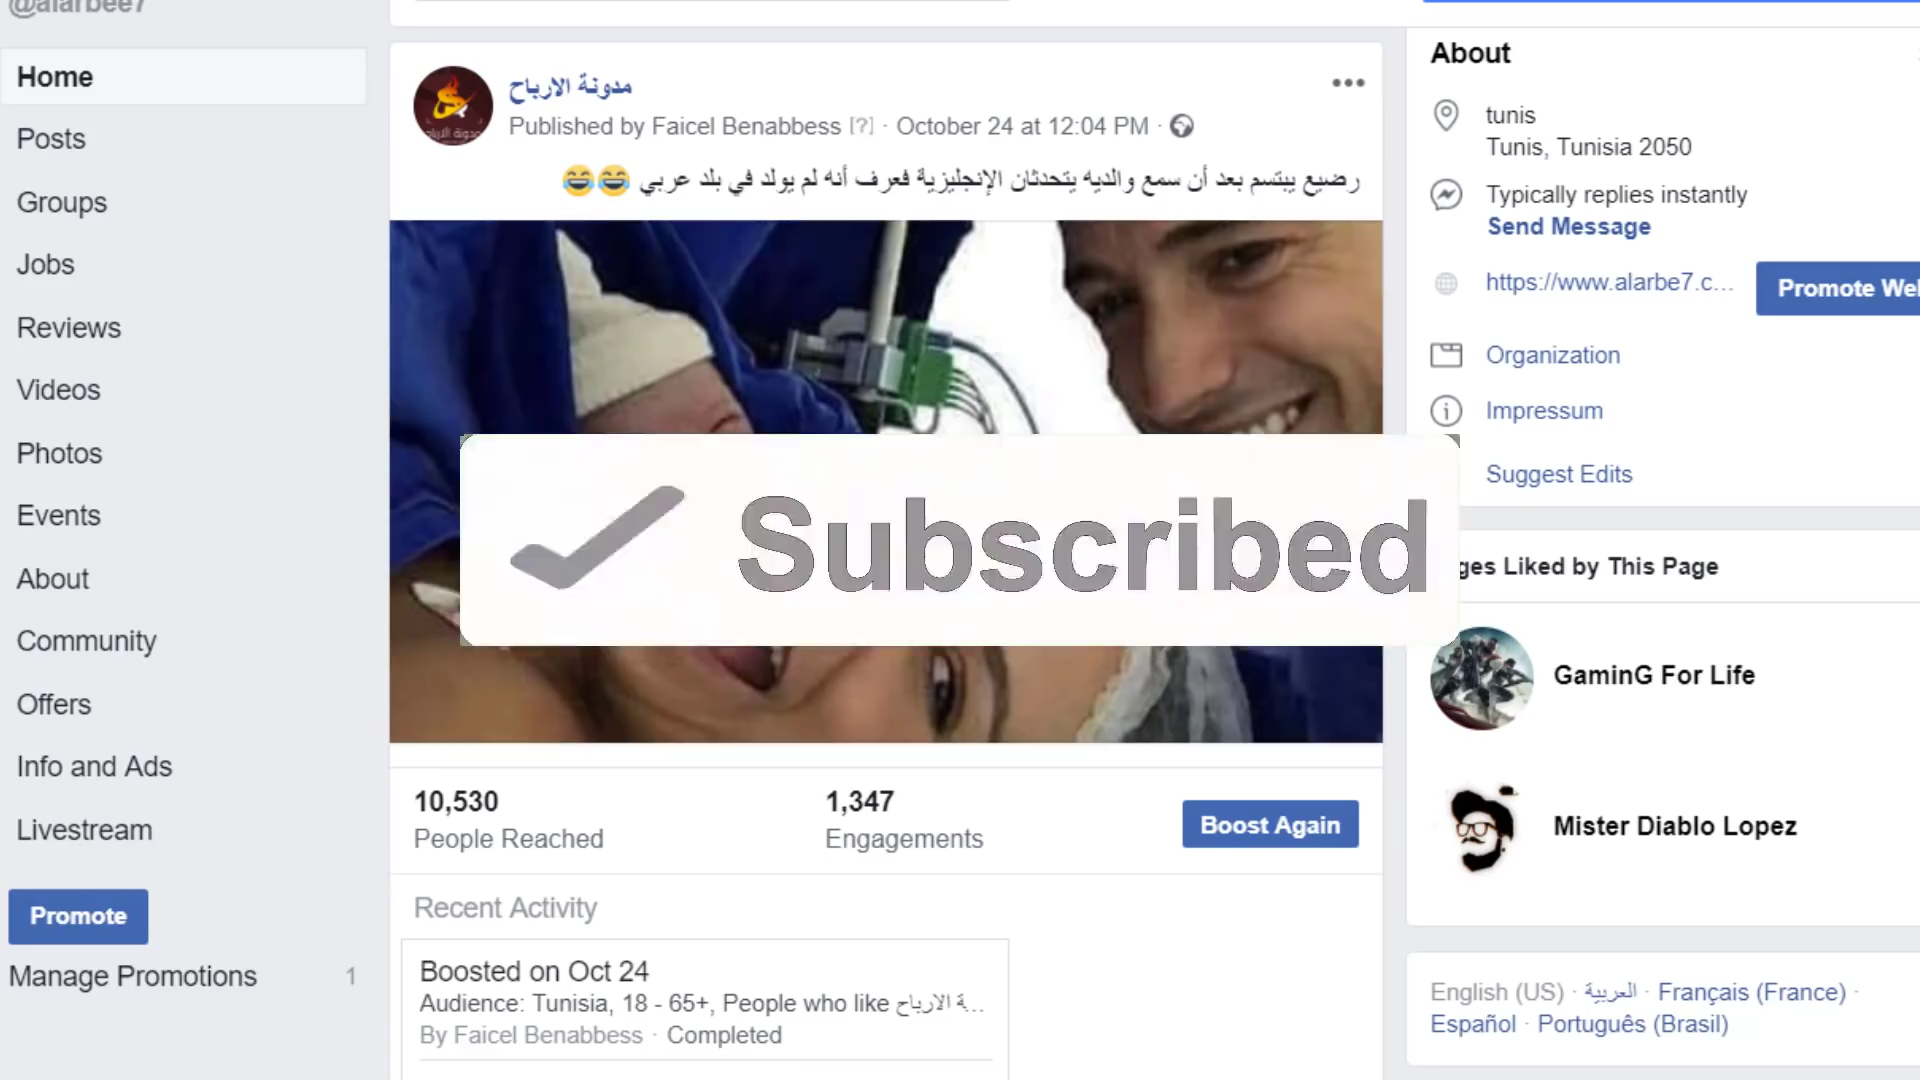 @alarbee7
Home
Posts
Groups
Jobs
Reviews
Videos
Photos
Events
About
Community
Offers
Info and Ads
Livestream
Promote
Manage Promotions 1
مدونة الارباح
Published by Faicel Benabbess [?] · October 24 at 12:04 PM ·
رضيع يبتسم بعد أن سمع والديه يتحدثان الإنجليزية فعرف أنه لم يولد في بلد عربي 😂😂
Subscribed
10,530
People Reached
1,347
Engagements
Boost Again
Recent Activity
Boosted on Oct 24
Audience: Tunisia, 18 - 65+, People who like ة الارباح...
By Faicel Benabbess · Completed
About
tunis
Tunis, Tunisia 2050
Typically replies instantly
Send Message
https://www.alarbe7.c...
Promote Wel
Organization
Impressum
Suggest Edits
ges Liked by This Page
GaminG For Life
Mister Diablo Lopez
English (US) · العربية · Français (France) ·
Español · Português (Brasil)